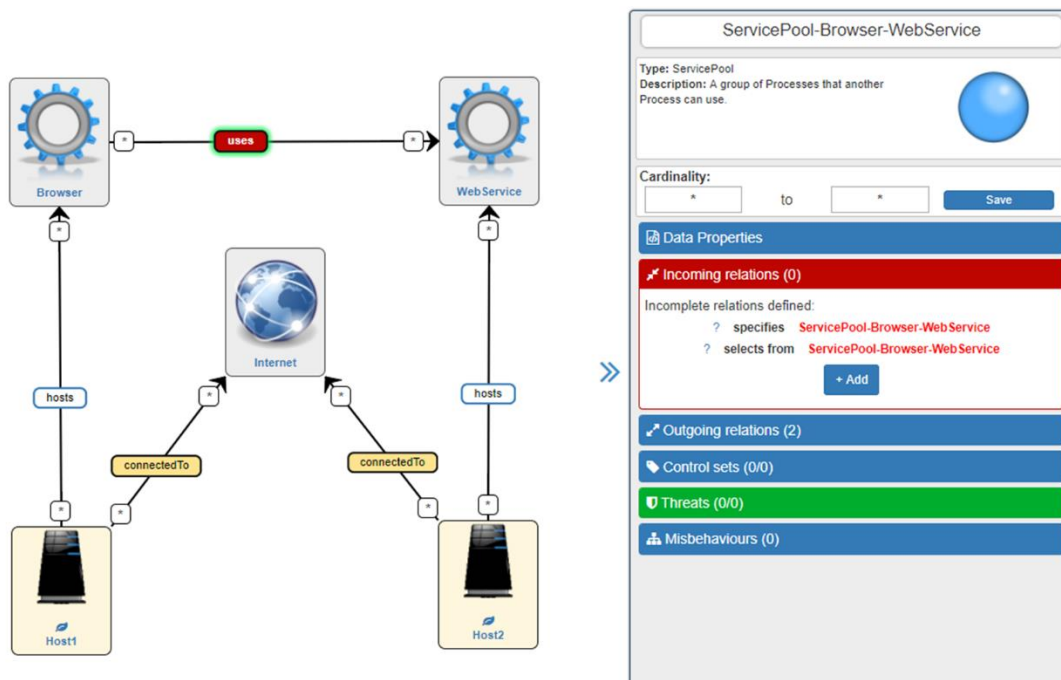 Browser
*
uses
*
WebService
*
*
Internet
hosts
*
*
hosts
connectedTo
connectedTo
*
*
*
*
Host1
Host2
ServicePool-Browser-WebService
Type: ServicePool
Description: A group of Processes that another
Process can use.
Cardinality:
* to * Save
Data Properties
Incoming relations (0)
Incomplete relations defined:
? specifies ServicePool-Browser-WebService
? selects from ServicePool-Browser-WebService
+ Add
Outgoing relations (2)
Control sets (0/0)
Threats (0/0)
Misbehaviours (0)